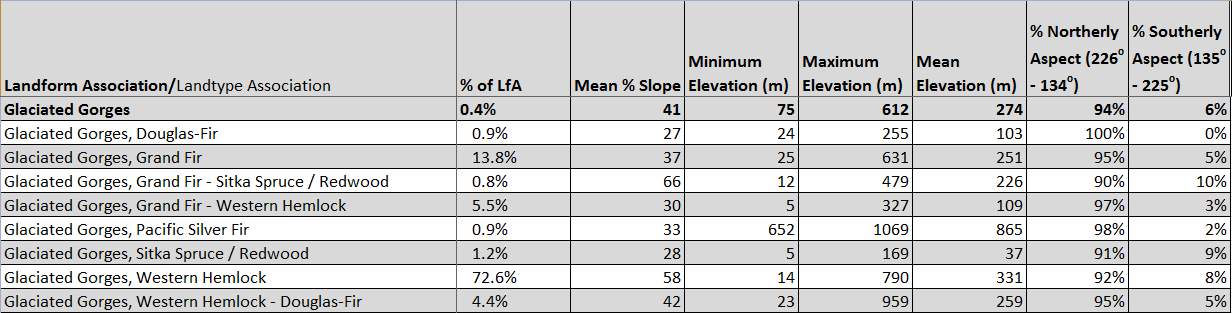 Landform Association/Landtype Association % of LfA Mean % Slope Minimum Elevation (m) Maximum Elevation (m) Mean Elevation (m) % Northerly Aspect (226° - 134°) % Southerly Aspect (135° - 225°)
Glaciated Gorges 0.4% 41 75 612 274 94% 6%
Glaciated Gorges, Douglas-Fir 0.9% 27 24 255 103 100% 0%
Glaciated Gorges, Grand Fir 13.8% 37 25 631 251 95% 5%
Glaciated Gorges, Grand Fir - Sitka Spruce / Redwood 0.8% 66 12 479 226 90% 10%
Glaciated Gorges, Grand Fir - Western Hemlock 5.5% 30 5 327 109 97% 3%
Glaciated Gorges, Pacific Silver Fir 0.9% 33 652 1069 865 98% 2%
Glaciated Gorges, Sitka Spruce / Redwood 1.2% 28 5 169 37 91% 9%
Glaciated Gorges, Western Hemlock 72.6% 58 14 790 331 92% 8%
Glaciated Gorges, Western Hemlock - Douglas-Fir 4.4% 42 23 959 259 95% 5%